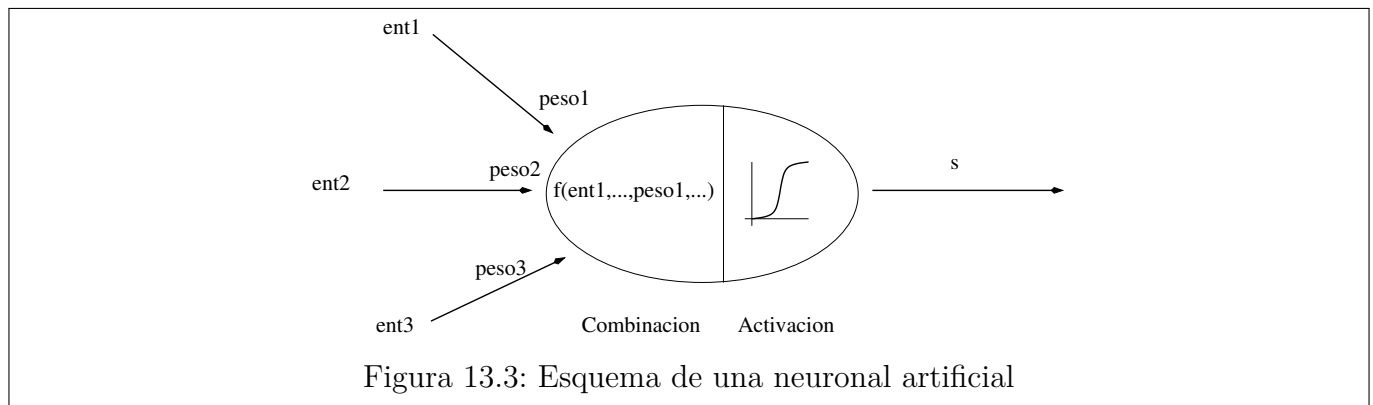 ent1
peso1
peso2
ent2
f(ent1,...,peso1,...)
s
peso3
ent3
Combinacion
Activacion
Figura 13.3: Esquema de una neuronal artificial